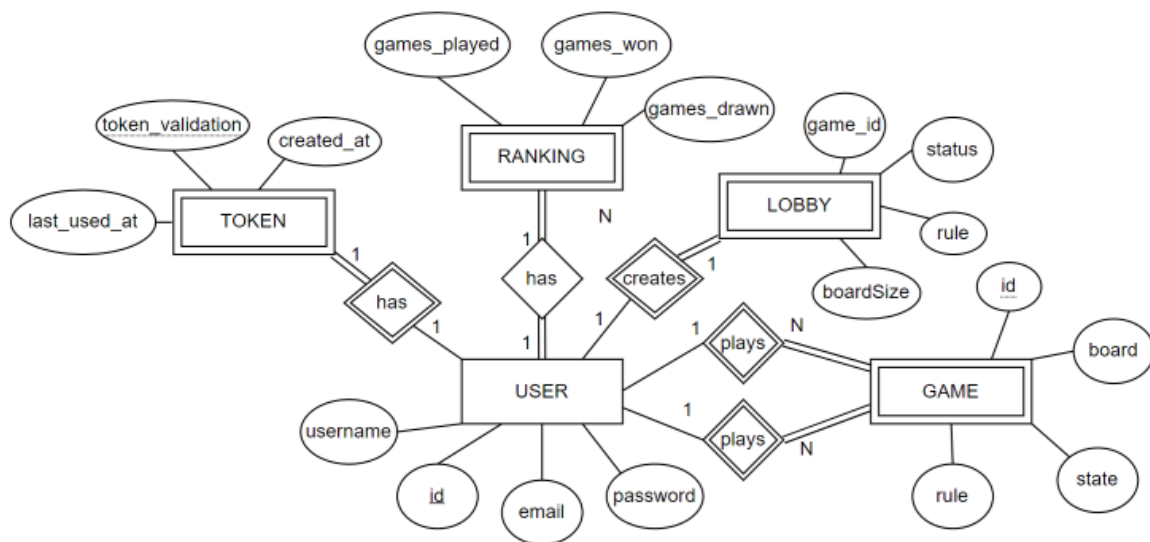 games_played
games_won
games_drawn
token_validation
created_at
game_id
status
RANKING
last_used_at
TOKEN
LOBBY
N
rule
1
1
1
has
has
creates
boardSize
id
1
1
1
1
N
plays
board
USER
GAME
username
1
plays
N
id
email
password
rule
state